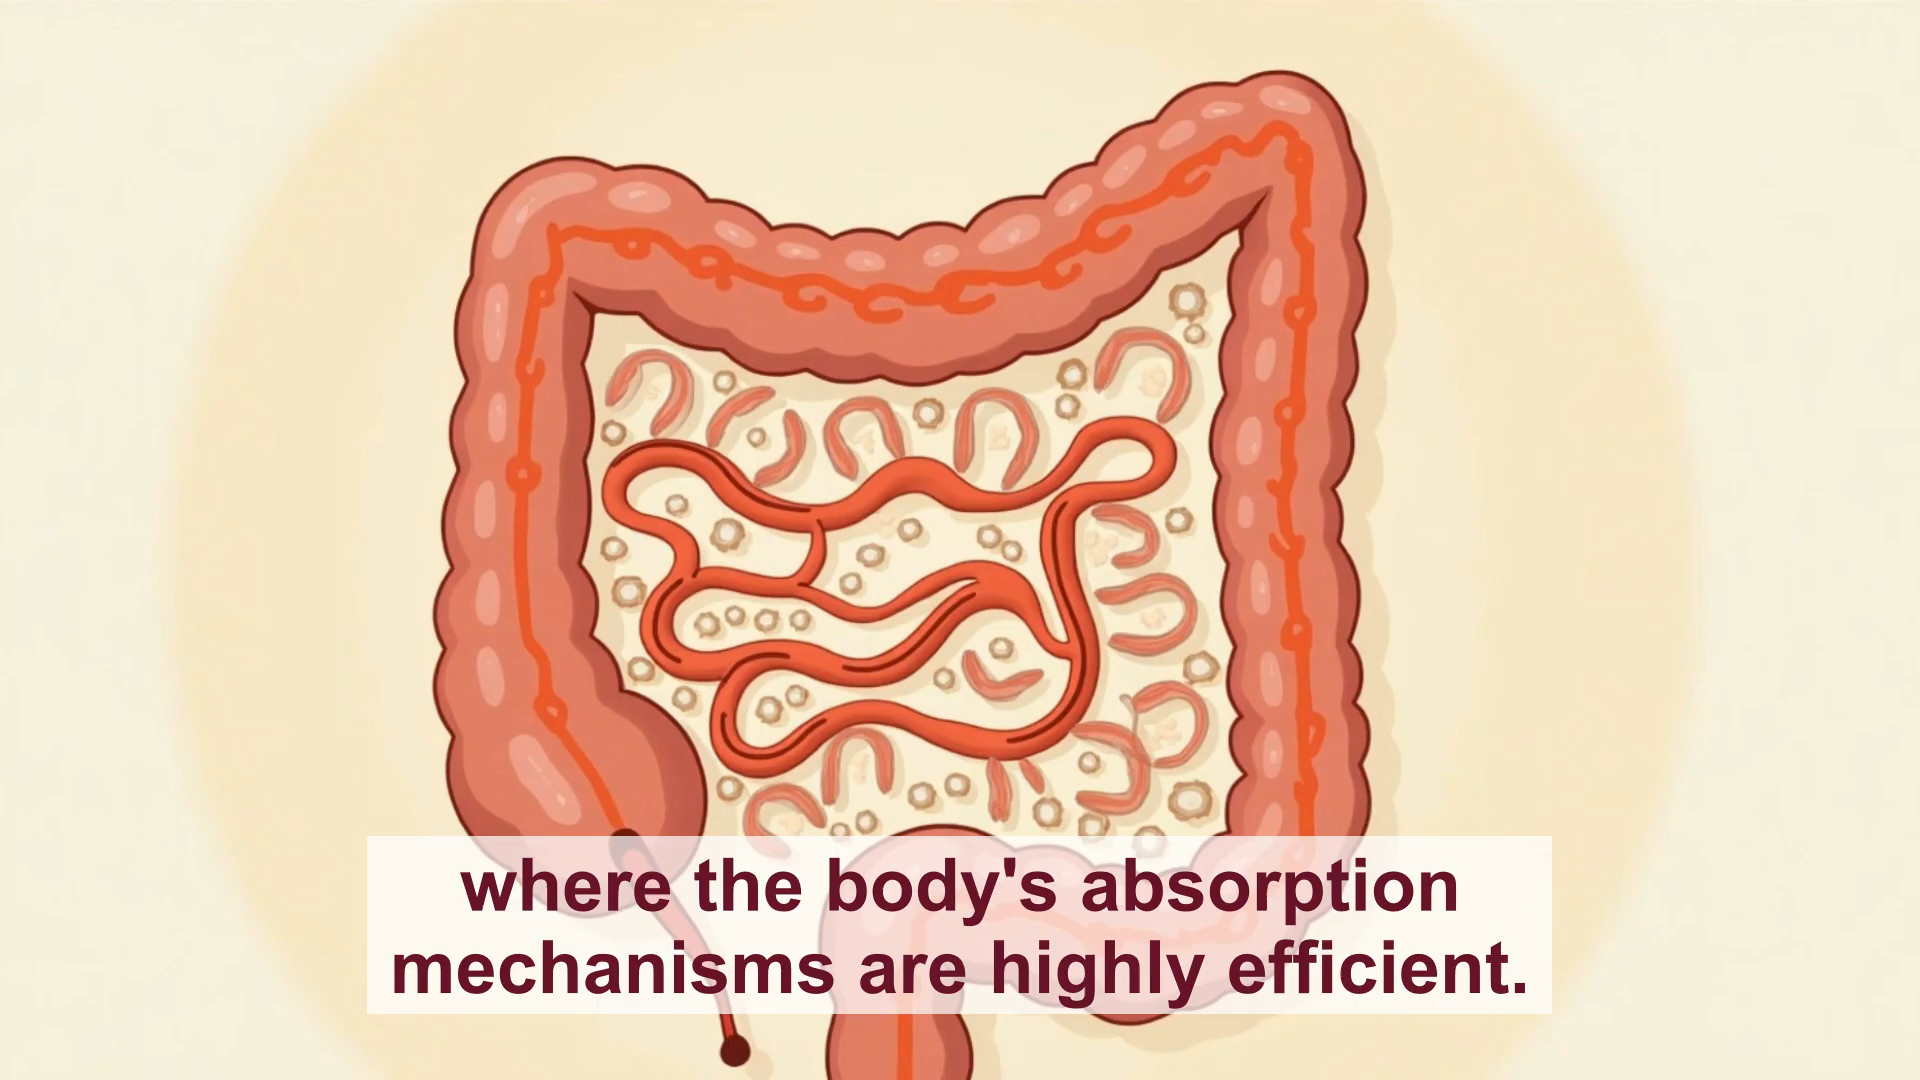 where the body's absorption
mechanisms are highly efficient.